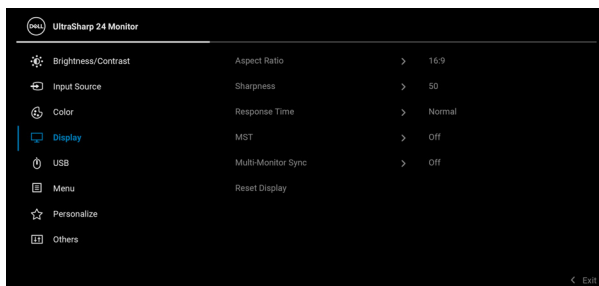 DELL UltraSharp 24 Monitor
Brightness/Contrast Aspect Ratio > 16:9
Input Source Sharpness > 50
Color Response Time > Normal
Display MST > Off
USB Multi-Monitor Sync > Off
Menu Reset Display
Personalize
Others
< Exit